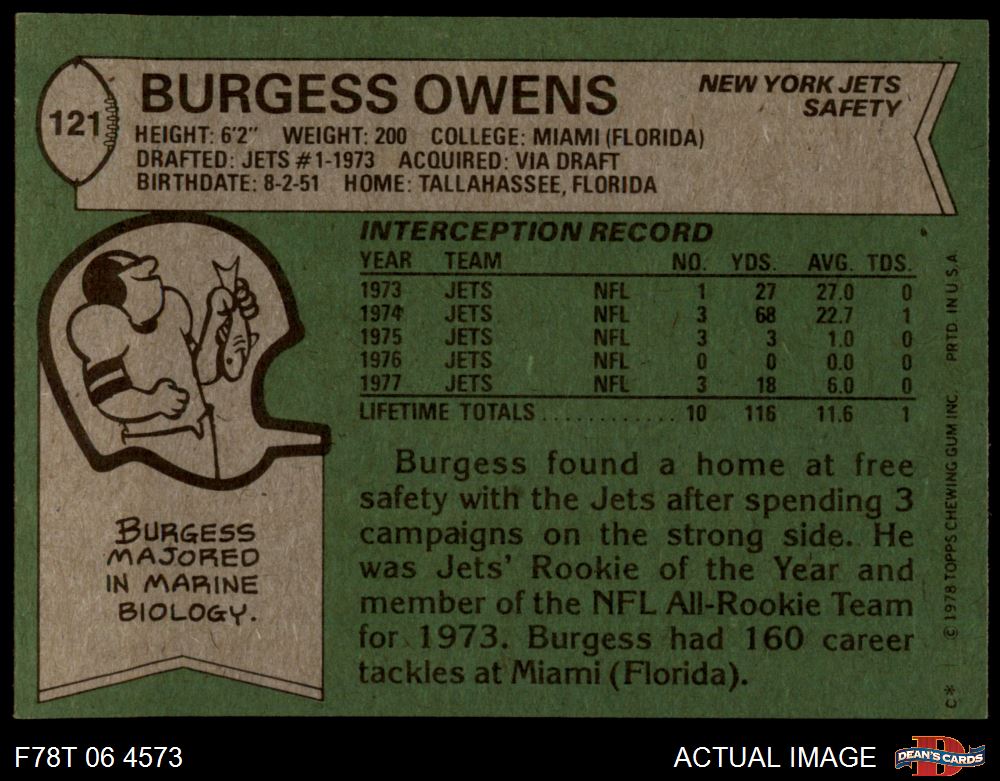 121
BURGESS OWENS
NEW YORK JETS
SAFETY
HEIGHT: 6'2" WEIGHT: 200 COLLEGE: MIAMI (FLORIDA)
DRAFTED: JETS #1-1973 ACQUIRED: VIA DRAFT
BIRTHDATE: 8-2-51 HOME: TALLAHASSEE, FLORIDA
INTERCEPTION RECORD
YEAR TEAM NO. YDS. AVG. TDS.
1973 JETS NFL 1 27 27.0 0
1974 JETS NFL 3 68 22.7 1
1975 JETS NFL 3 3 1.0 0
1976 JETS NFL 0 0 0.0 0
1977 JETS NFL 3 18 6.0 0
LIFETIME TOTALS ............ 10 116 11.6 1
Burgess found a home at free
safety with the Jets after spending 3
campaigns on the strong side. He
was Jets' Rookie of the Year and
member of the NFL All-Rookie Team
for 1973. Burgess had 160 career
tackles at Miami (Florida).
BURGESS
MAJORED
IN MARINE
BIOLOGY.
C* © 1978 TOPPS CHEWING GUM INC. PRTD. IN U.S.A.
F78T 06 4573
ACTUAL IMAGE
D
DEAN'S CARDS